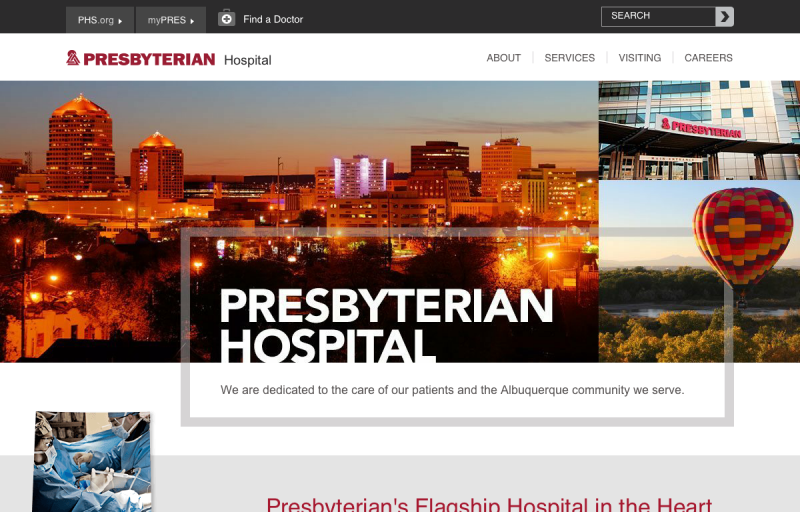 PHS.org
myPRES
Find a Doctor
SEARCH
PRESBYTERIAN Hospital
ABOUT
SERVICES
VISITING
CAREERS
PRESBYTERIAN
PRESBYTERIAN
HOSPITAL
We are dedicated to the care of our patients and the Albuquerque community we serve.
Presbyterian's Flagship Hospital in the Heart